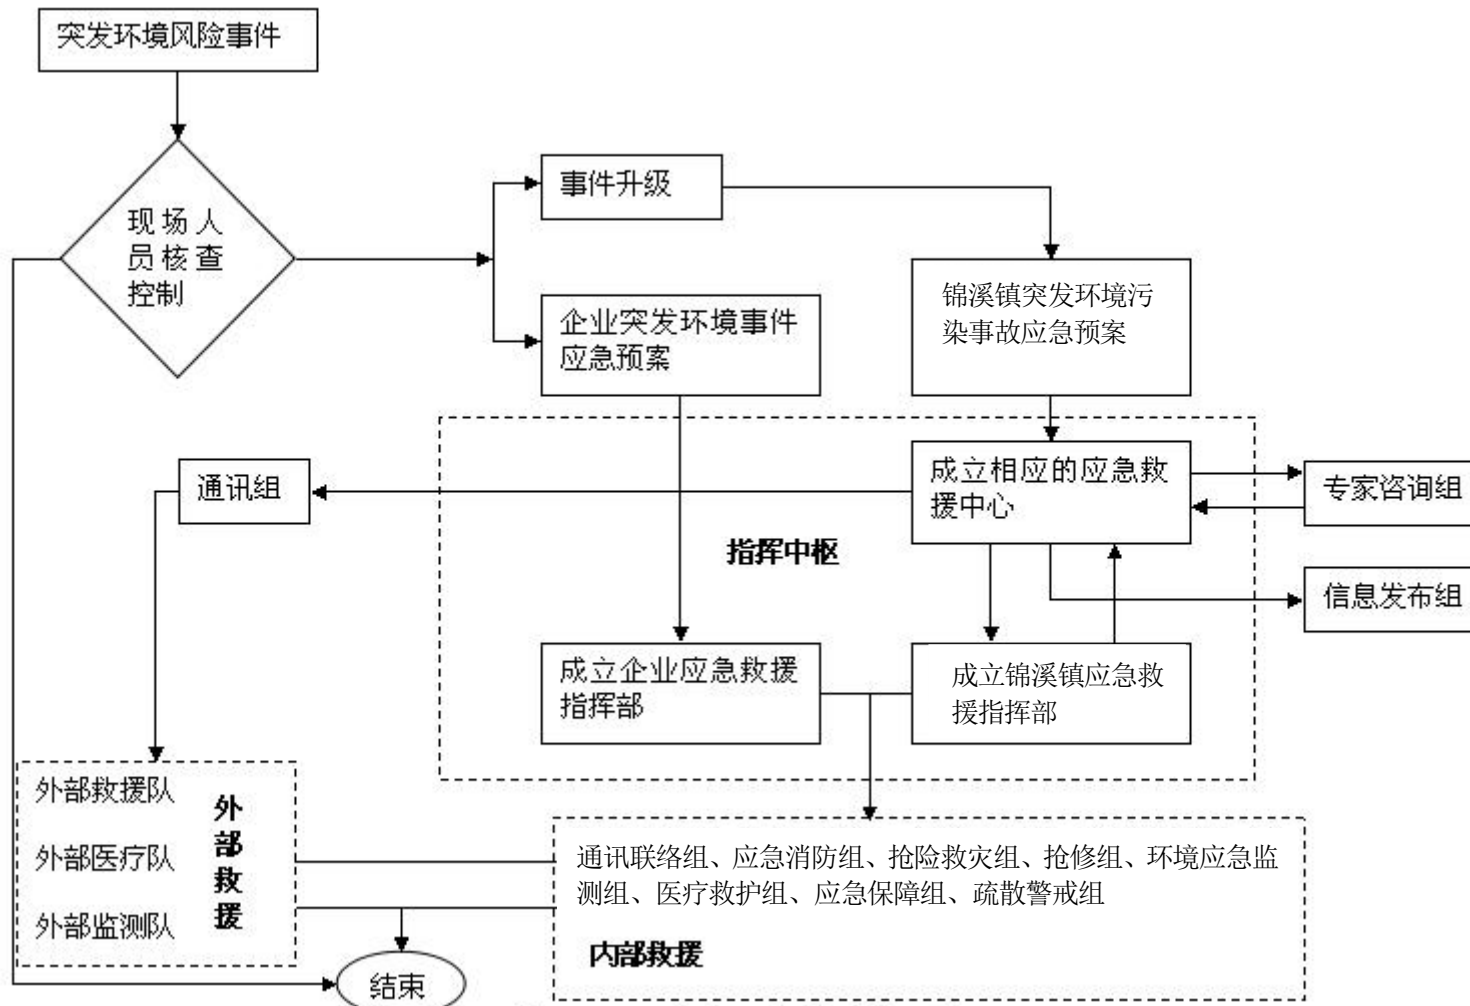 突发环境风险事件
现场人
员核查
控制
事件升级
企业突发环境事件
应急预案
锦溪镇突发环境污
染事故应急预案
通讯组
成立相应的应急救
援中心
专家咨询组
指挥中枢
信息发布组
成立企业应急救援
指挥部
成立锦溪镇应急救
援指挥部
外部救援队
外部医疗队
外部监测队
外
部
救
援
通讯联络组、应急消防组、抢险救灾组、抢修组、环境应急监
测组、医疗救护组、应急保障组、疏散警戒组
内部救援
结束